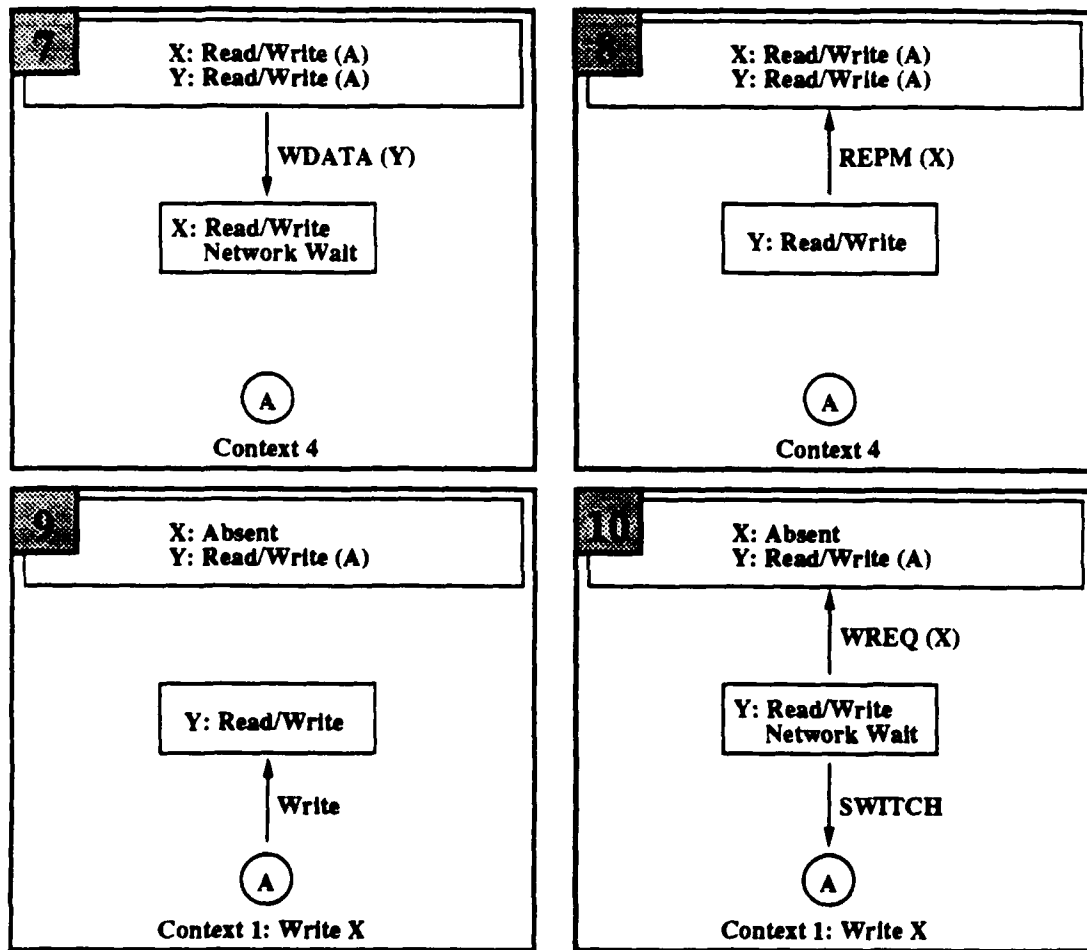 7
X: Read/Write (A)
Y: Read/Write (A)
WDATA (Y)
X: Read/Write
Network Wait
A
Context 4
8
X: Read/Write (A)
Y: Read/Write (A)
REPM (X)
Y: Read/Write
A
Context 4
9
X: Absent
Y: Read/Write (A)
Y: Read/Write
Write
A
Context 1: Write X
10
X: Absent
Y: Read/Write (A)
WREQ (X)
Y: Read/Write
Network Wait
SWITCH
A
Context 1: Write X